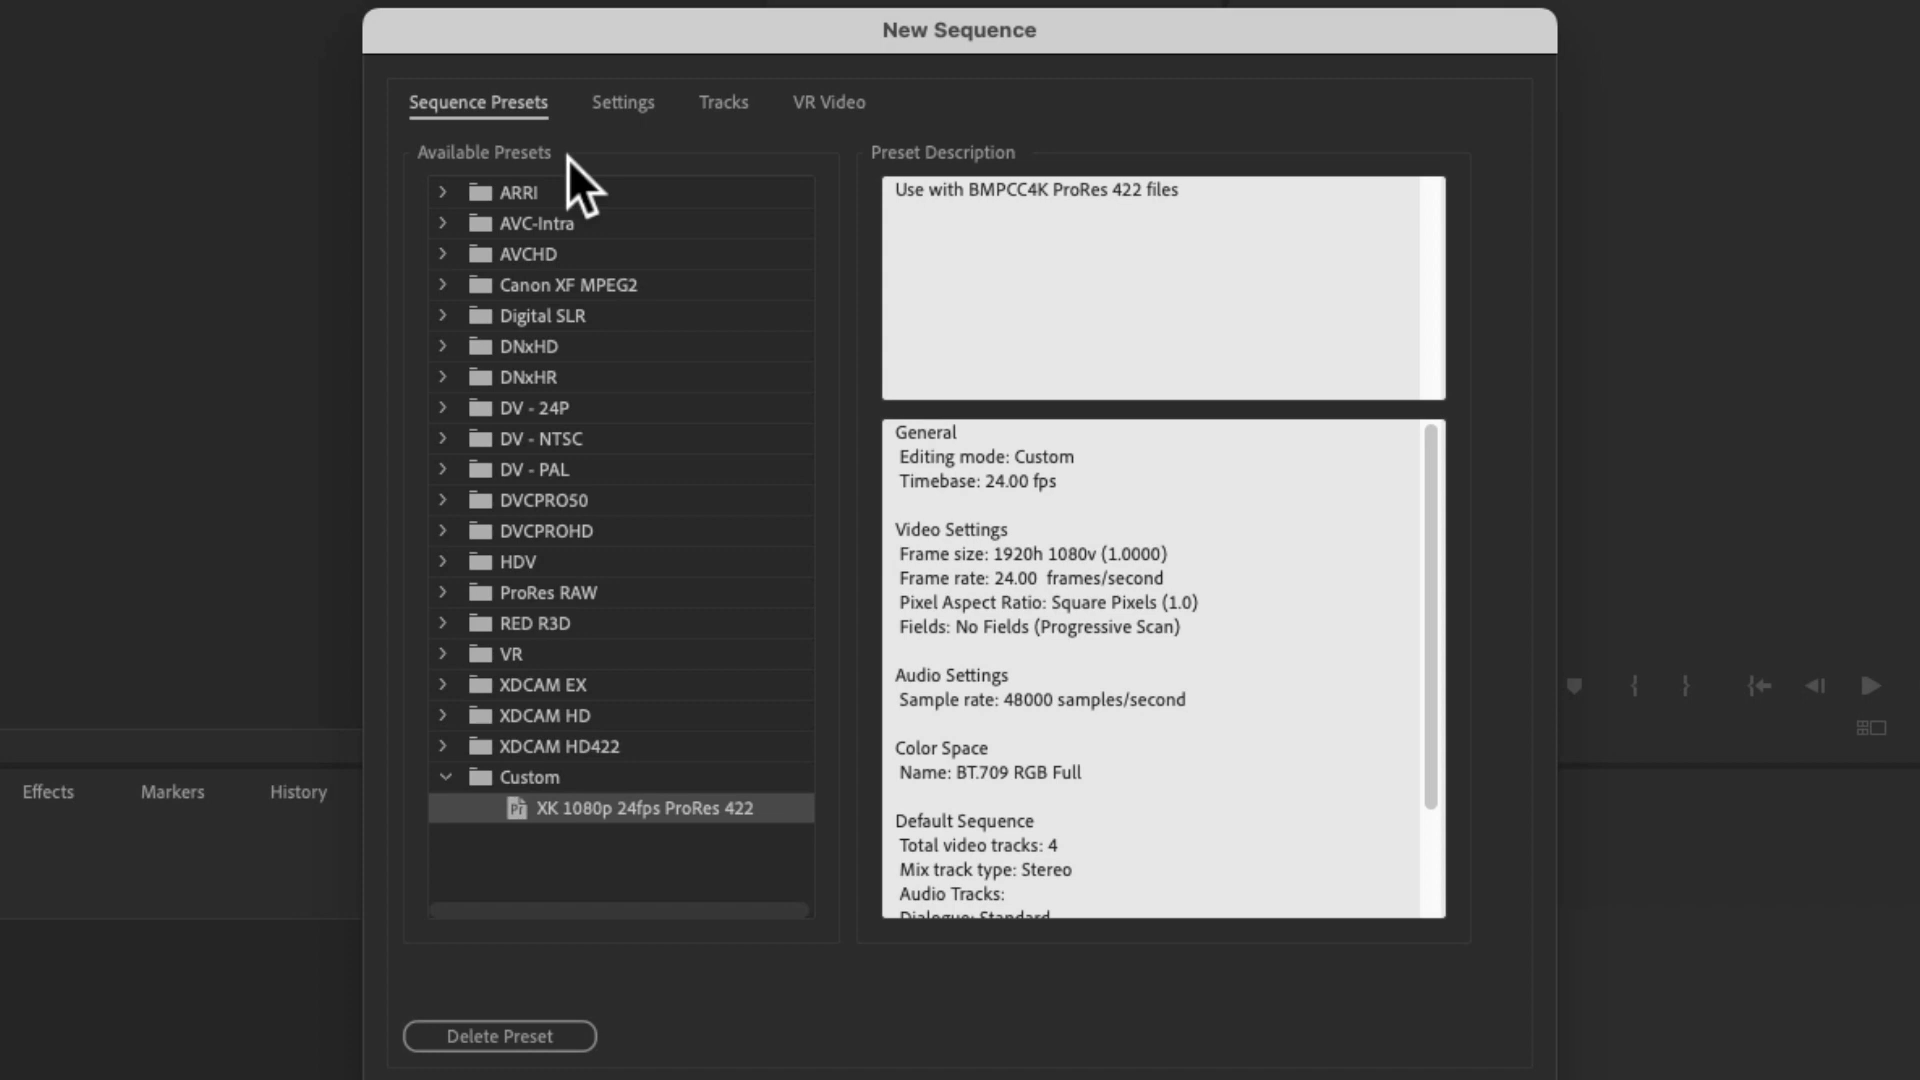 New Sequence
Sequence Presets
Settings
Tracks
VR Video
Available Presets
ARRI
AVC-Intra
AVCHD
Canon XF MPEG2
Digital SLR
DNxHD
DNxHR
DV - 24P
DV - NTSC
DV - PAL
DVCPRO50
DVCPROHD
HDV
ProRes RAW
RED R3D
VR
XDCAM EX
XDCAM HD
XDCAM HD422
Custom
Pr
XK 1080p 24fps ProRes 422
Delete Preset
Preset Description
Use with BMPCC4K ProRes 422 files
General
Editing mode: Custom
Timebase: 24.00 fps
Video Settings
Frame size: 1920h 1080v (1.0000)
Frame rate: 24.00 frames/second
Pixel Aspect Ratio: Square Pixels (1.0)
Fields: No Fields (Progressive Scan)
Audio Settings
Sample rate: 48000 samples/second
Color Space
Name: BT.709 RGB Full
Default Sequence
Total video tracks: 4
Mix track type: Stereo
Audio Tracks:
Dialogue: Standard
Effects
Markers
History